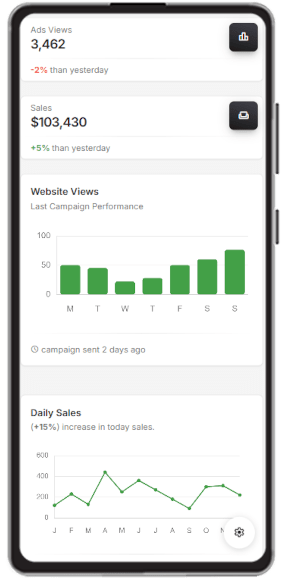 Ads Views
3,462
-2% than yesterday
Sales
$103,430
+5% than yesterday
Website Views
Last Campaign Performance
100
50
0
M T W T F S S
campaign sent 2 days ago
Daily Sales
(+15%) increase in today sales.
600
400
200
0
J F M A M J J A S O N